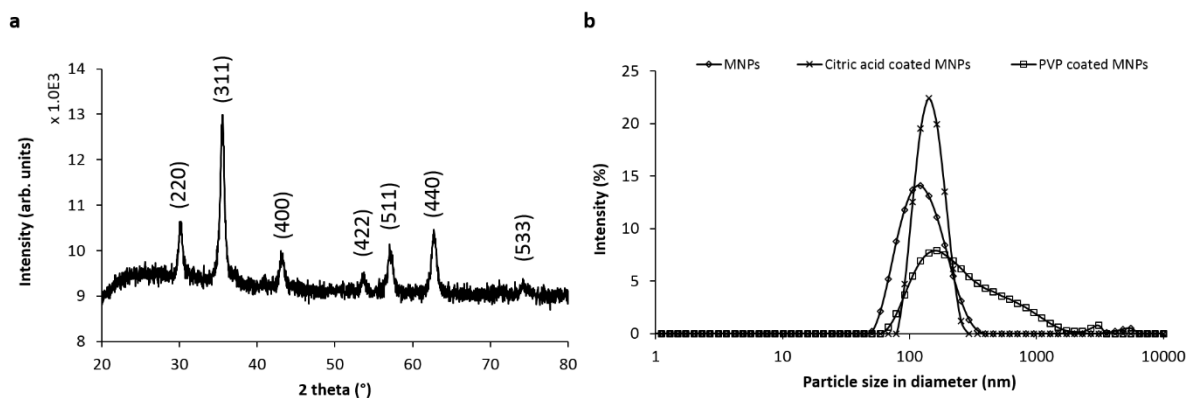 a
x 1.0E3
Intensity (arb. units)
14
13
12
11
10
9
8
(220)
(311)
(400)
(422)
(511)
(440)
(533)
20 30 40 50 60 70 80
2 theta (°)
b
MNPs Citric acid coated MNPs PVP coated MNPs
Intensity (%)
25
20
15
10
5
0
1 10 100 1000 10000
Particle size in diameter (nm)